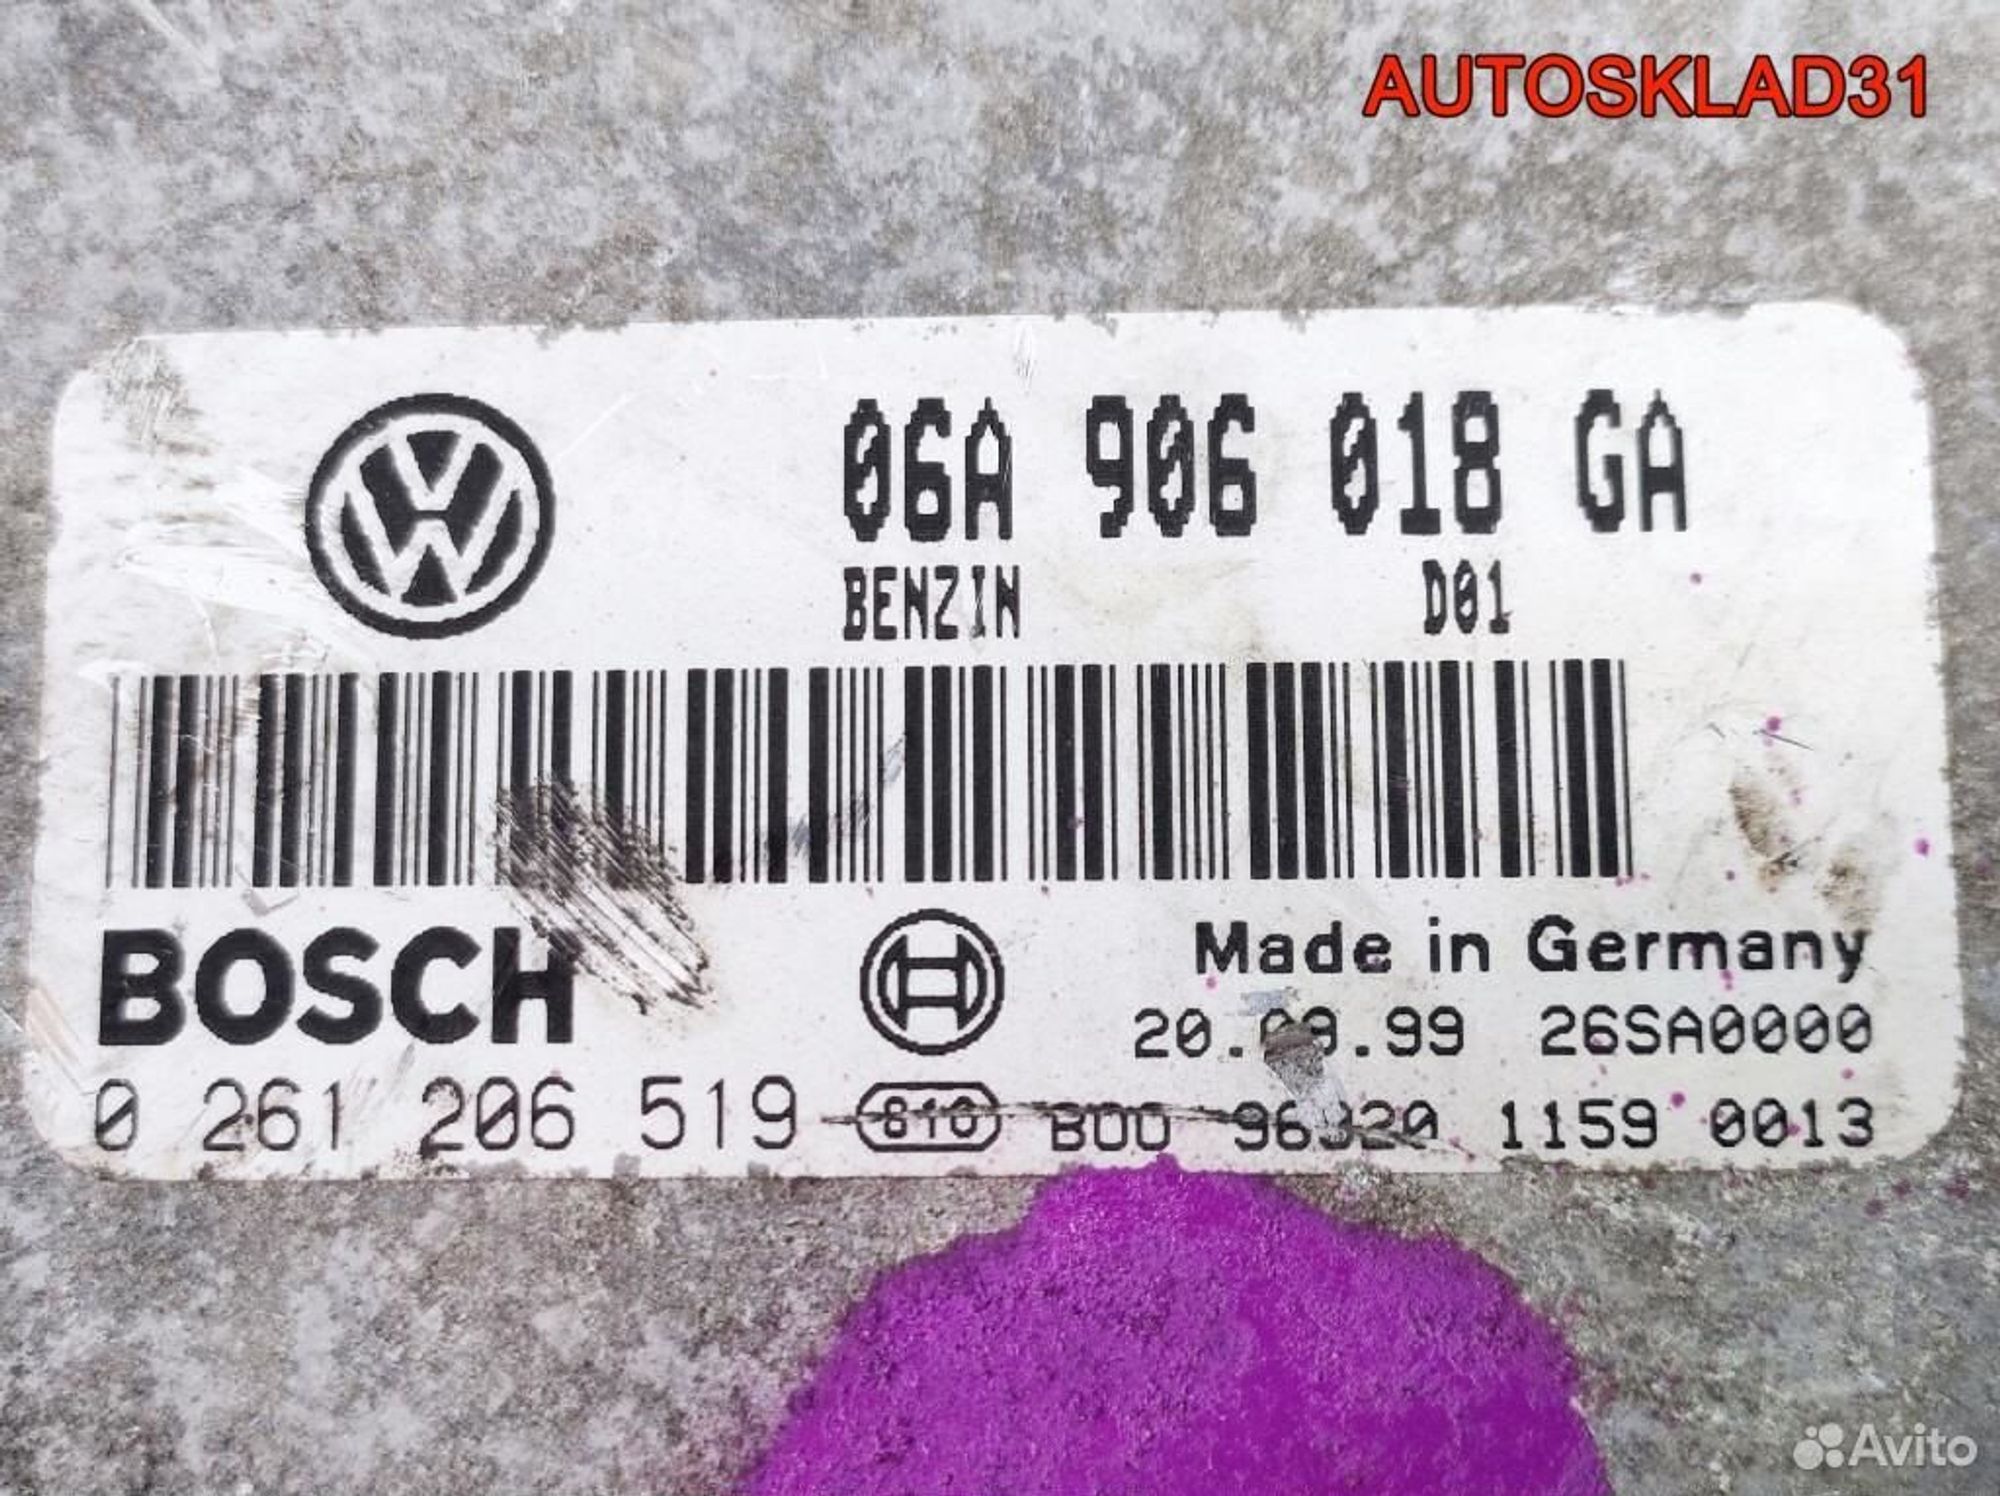 AUTOSKLAD31
06A 906 018 GA
BENZIN D01
BOSCH
Made in Germany
26SA0000
0 261 206 519
B00 1159 0013
Avito